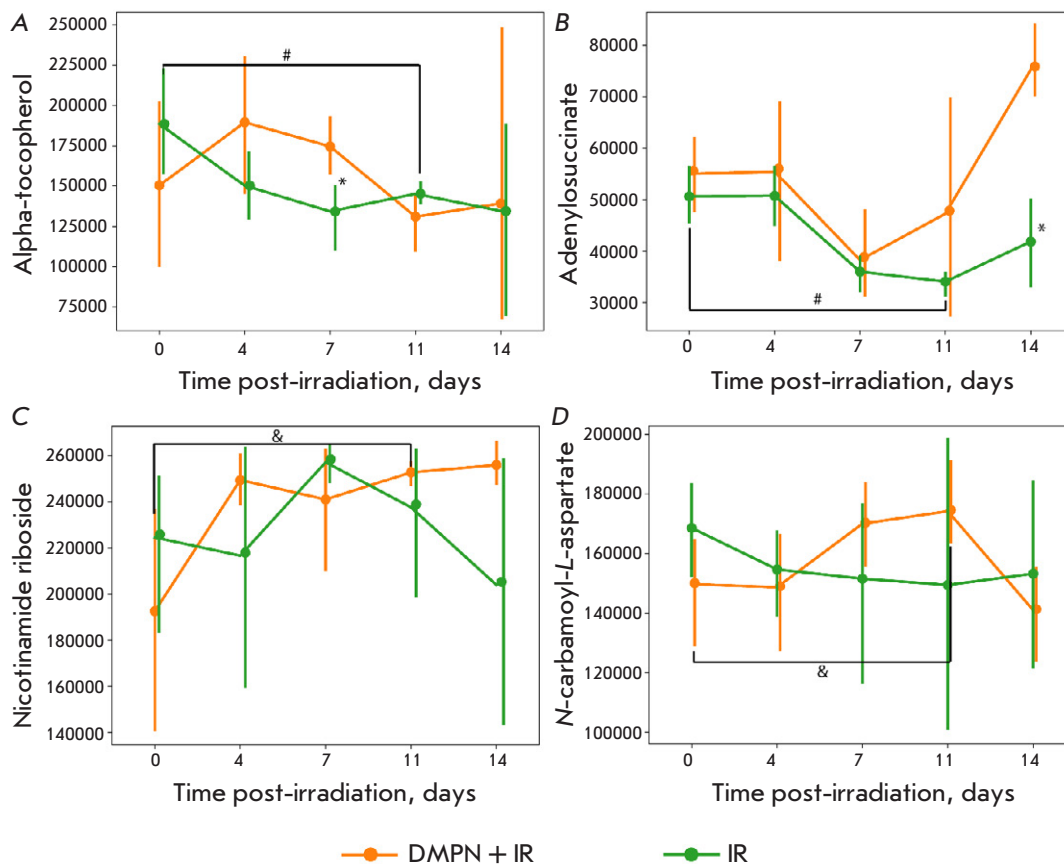 A
Alpha-tocopherol
250000
225000
200000
175000
150000
125000
100000
75000
#
*
0 4 7 11 14
Time post-irradiation, days
B
Adenylosuccinate
80000
70000
60000
50000
40000
30000
#
*
0 4 7 11 14
Time post-irradiation, days
C
Nicotinamide riboside
260000
240000
220000
200000
180000
160000
140000
&
0 4 7 11 14
Time post-irradiation, days
D
N-carbamoyl-L-aspartate
200000
180000
160000
140000
120000
100000
&
0 4 7 11 14
Time post-irradiation, days
DMPN + IR IR